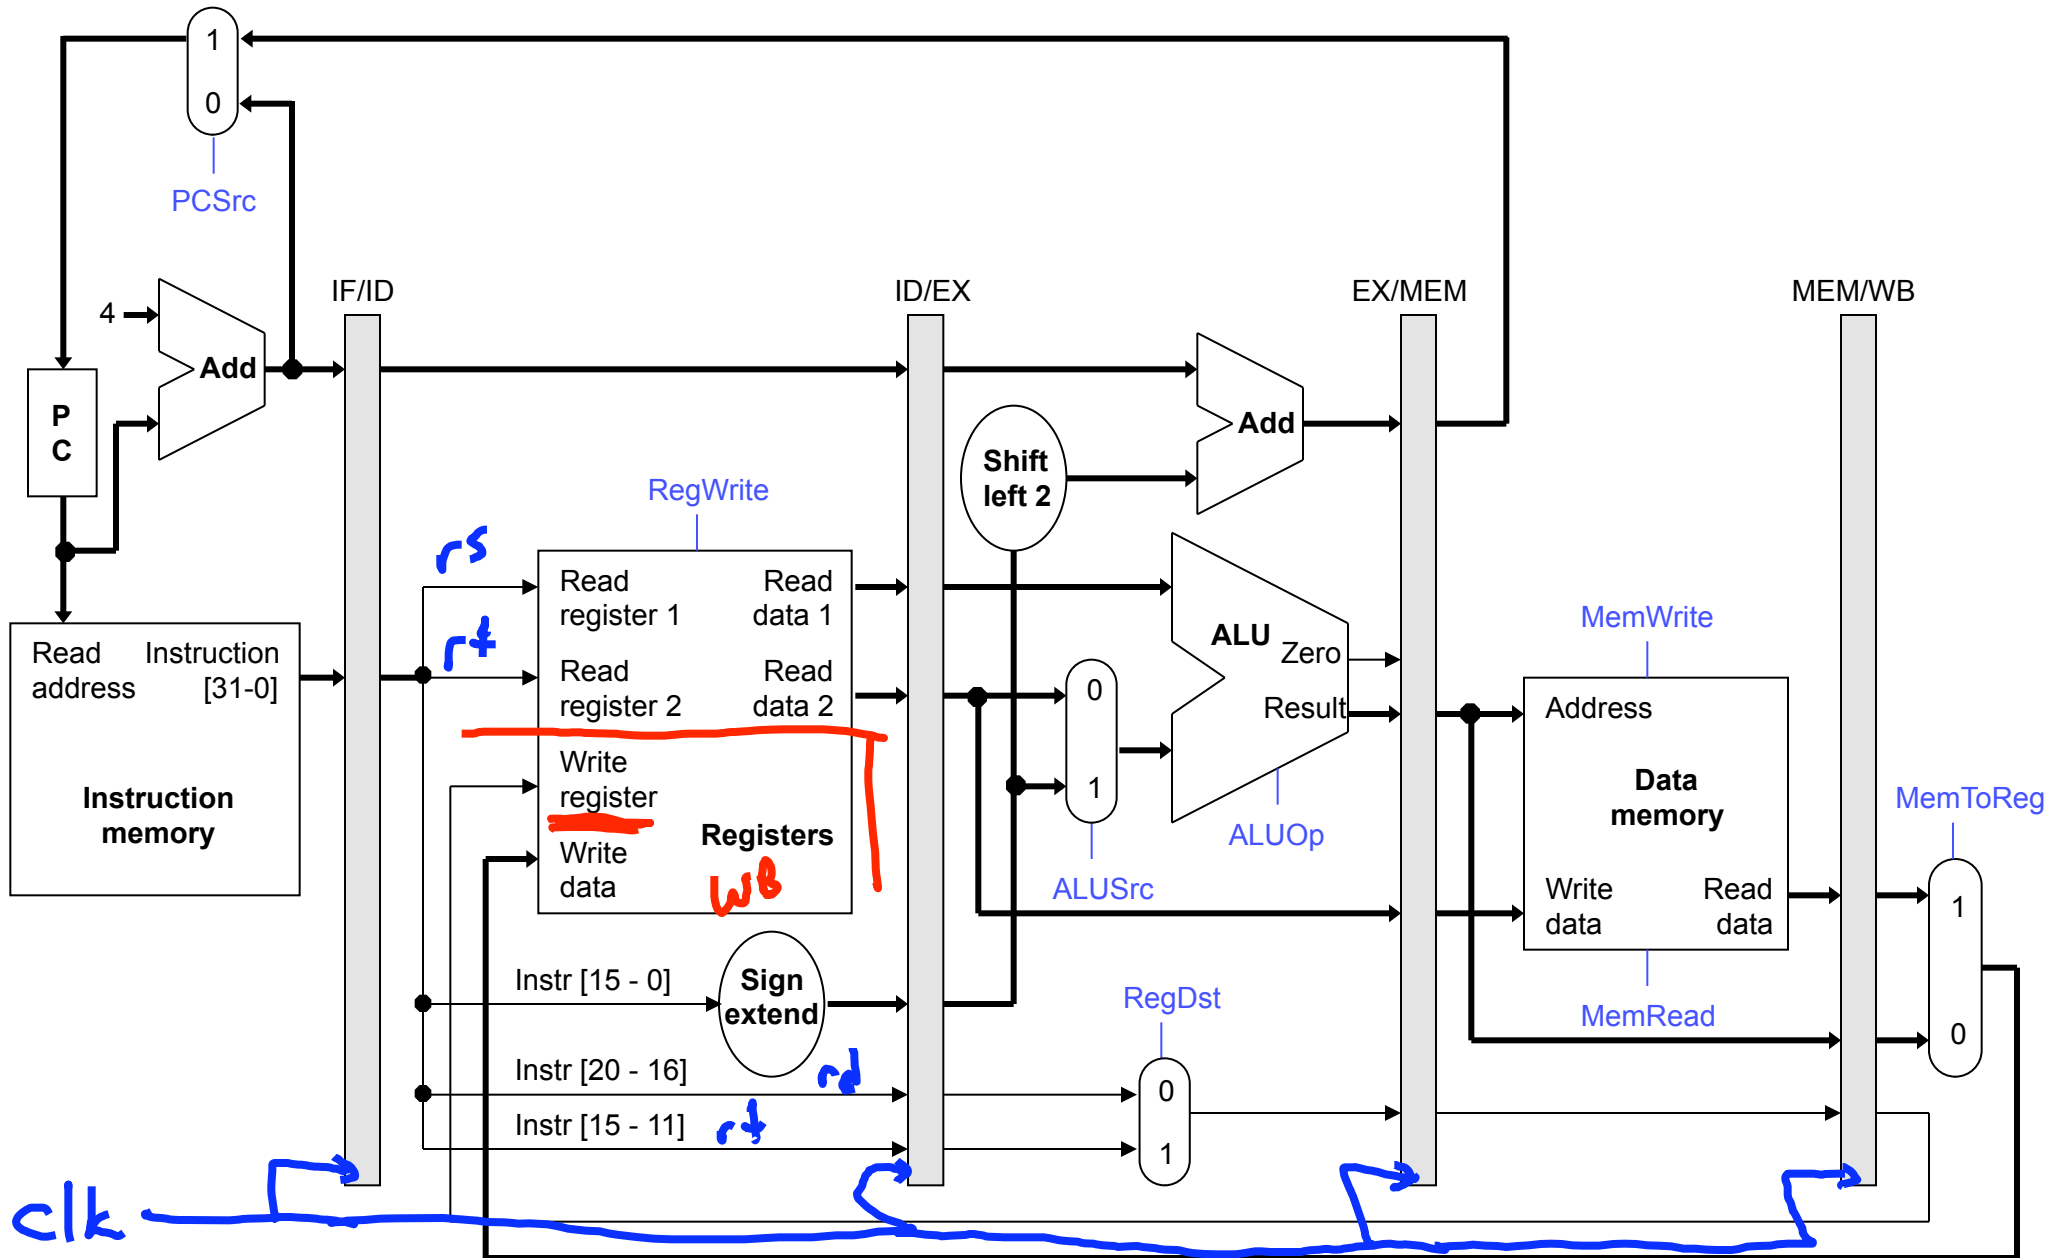 1
0
PCSrc
4
Add
P
C
IF/ID
ID/EX
EX/MEM
MEM/WB
Add
Shift
left 2
RegWrite
rs
rt
Read
register 1
Read
data 1
Read
register 2
Read
data 2
Write
register
Write
data
Registers
WB
Read
address
Instruction
[31-0]
Instruction
memory
0
1
ALUSrc
ALU
Zero
Result
ALUOp
MemWrite
Address
Data
memory
Write
data
Read
data
MemRead
MemToReg
1
0
Instr [15 - 0]
Sign
extend
Instr [20 - 16]
rd
Instr [15 - 11]
rt
RegDst
0
1
clk